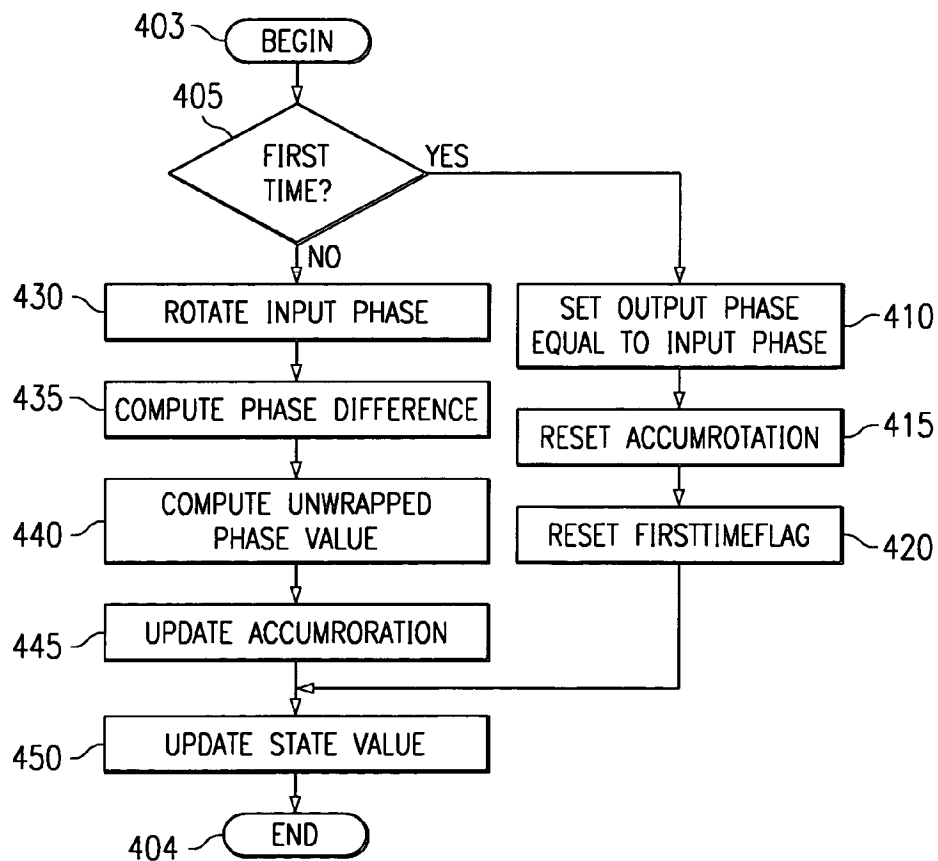 403
BEGIN
405
FIRST
TIME?
YES
NO
430
ROTATE INPUT PHASE
SET OUTPUT PHASE
EQUAL TO INPUT PHASE
410
435
COMPUTE PHASE DIFFERENCE
RESET ACCUMROTATION
415
440
COMPUTE UNWRAPPED
PHASE VALUE
RESET FIRSTTIMEFLAG
420
445
UPDATE ACCUMRORATION
450
UPDATE STATE VALUE
404
END